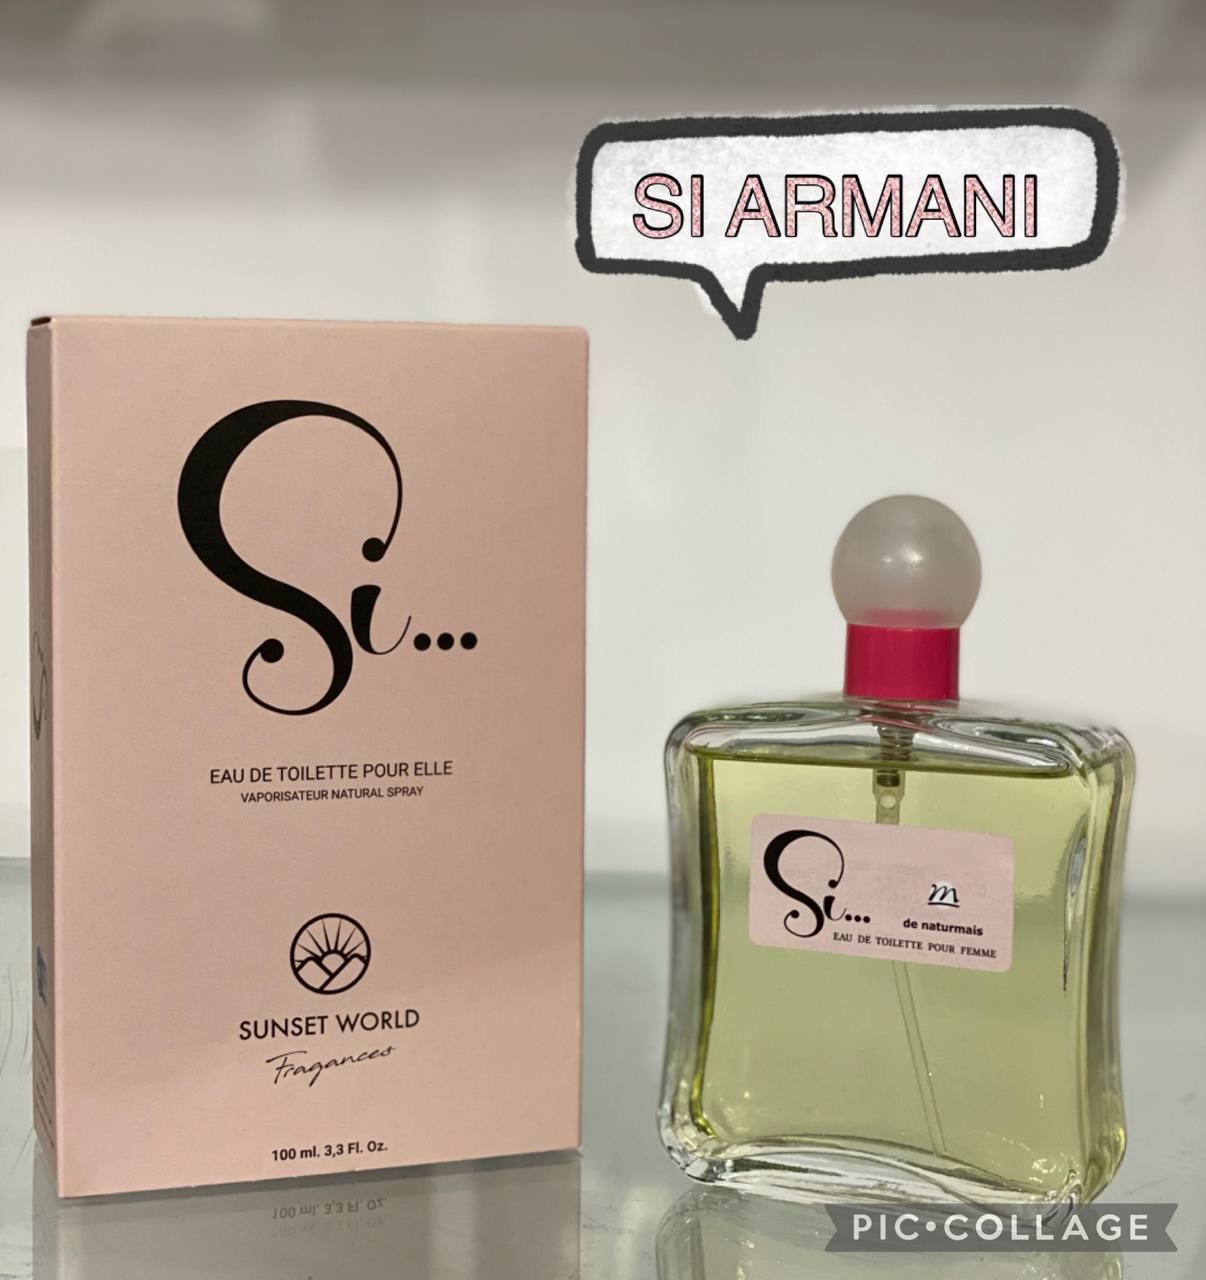 SI ARMANI
Si...
EAU DE TOILETTE POUR ELLE
VAPORISATEUR NATURAL SPRAY
SUNSET WORLD
Fragances
100 ml. 3,3 Fl. Oz.
Si...
m
de naturmais
EAU DE TOILETTE POUR FEMME
PIC•COLLAGE